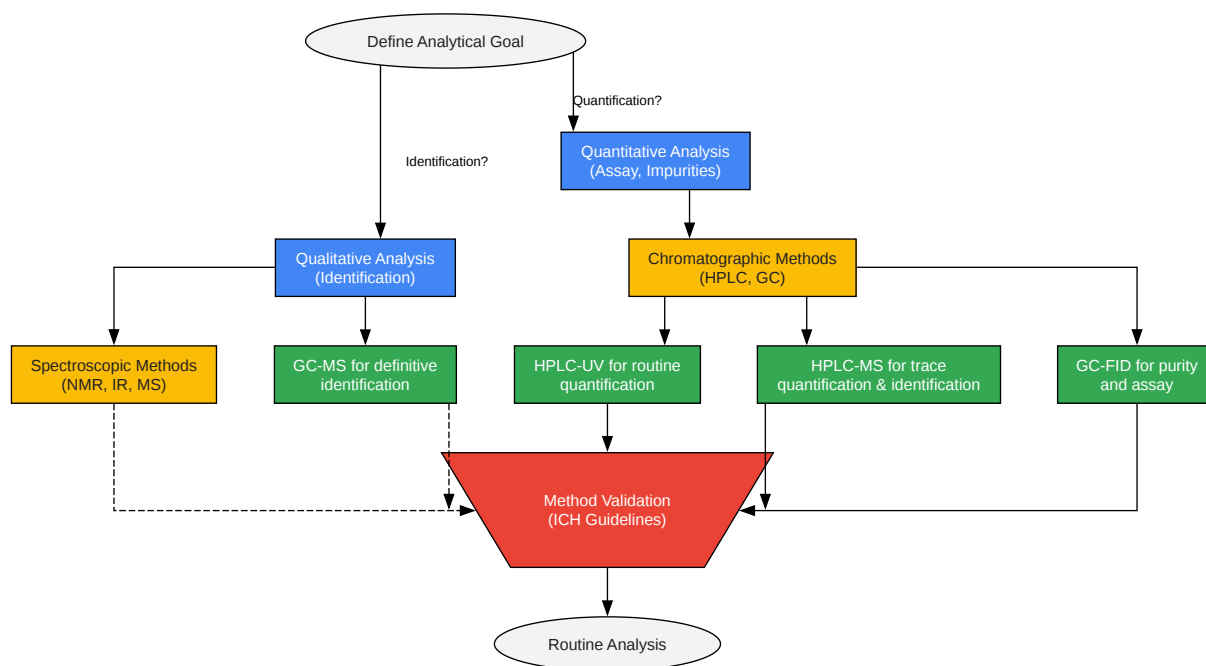 Define Analytical Goal
Quantification?
Identification?
Quantitative Analysis
(Assay, Impurities)
Qualitative Analysis
(Identification)
Chromatographic Methods
(HPLC, GC)
Spectroscopic Methods
(NMR, IR, MS)
GC-MS for definitive
identification
HPLC-UV for routine
quantification
HPLC-MS for trace
quantification & identification
GC-FID for purity
and assay
Method Validation
(ICH Guidelines)
Routine Analysis